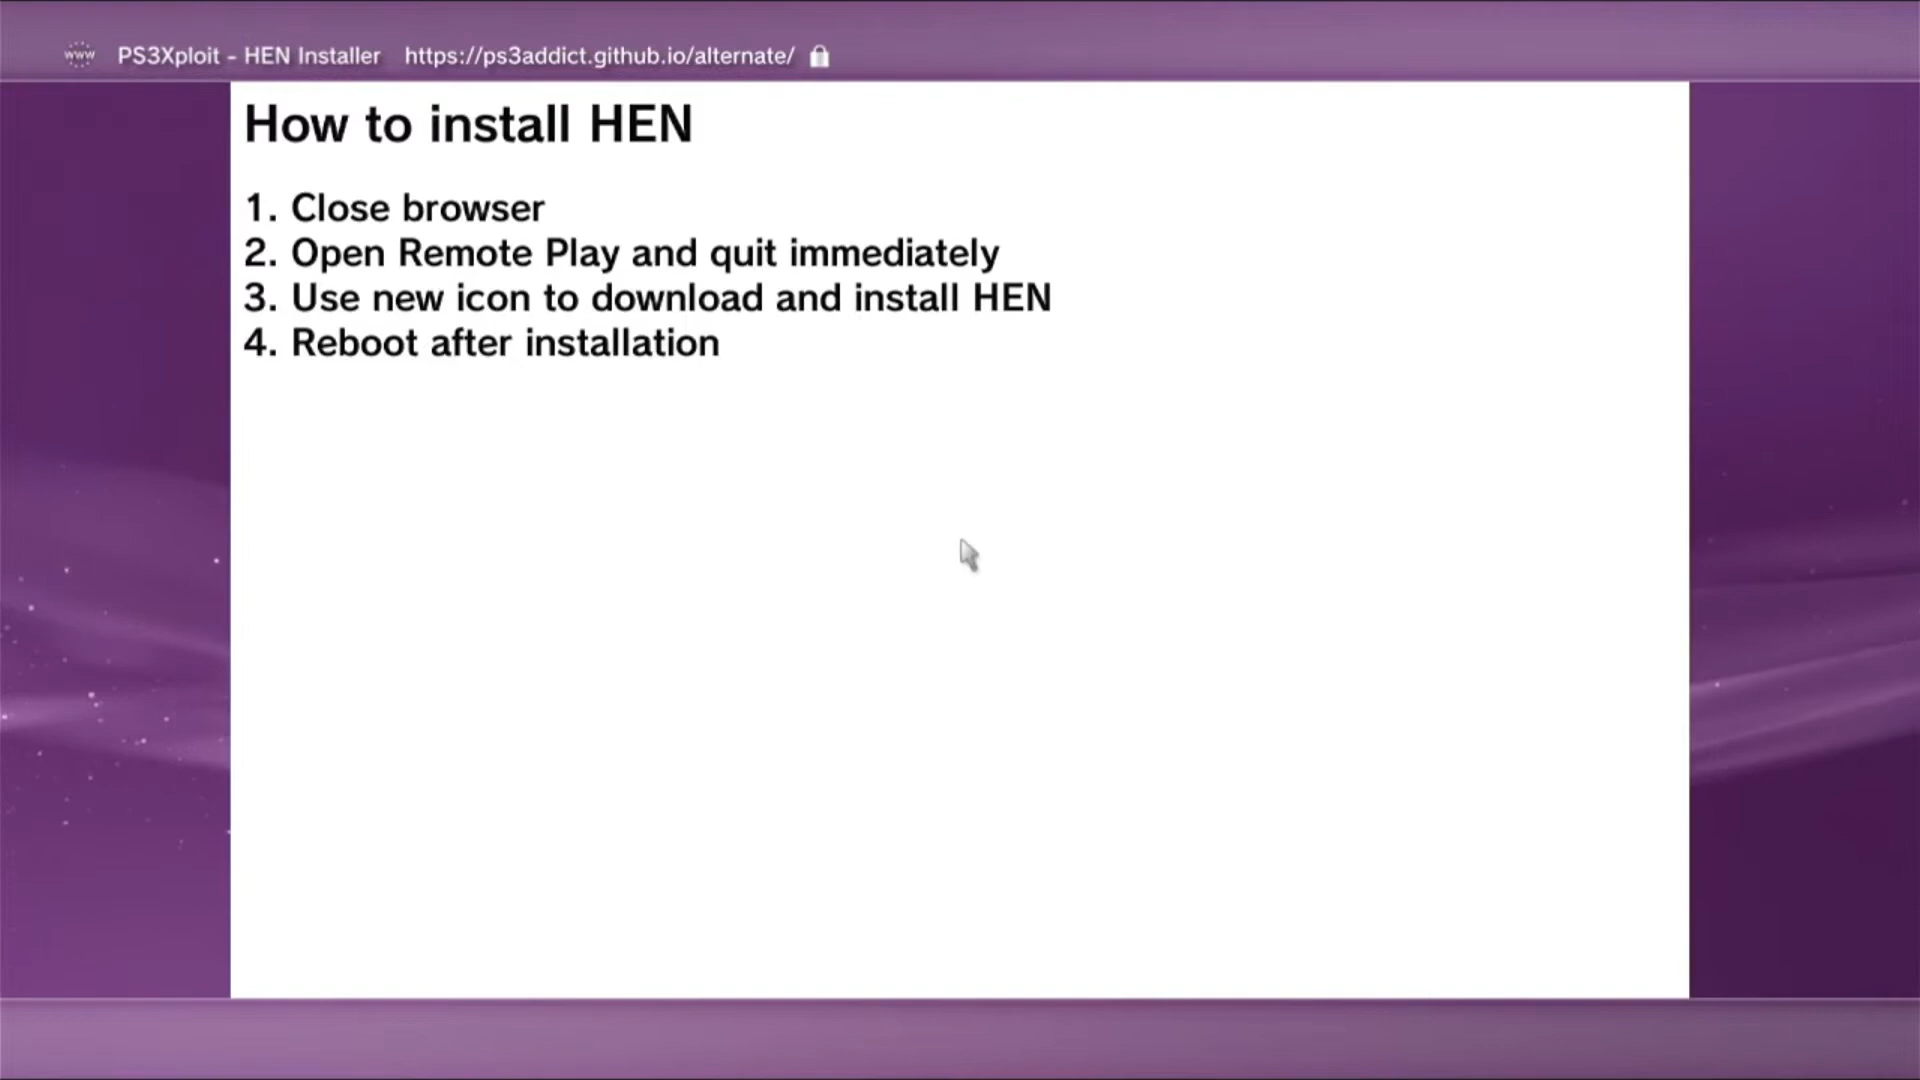 www PS3Xploit - HEN Installer https://ps3addict.github.io/alternate/
How to install HEN
1. Close browser
2. Open Remote Play and quit immediately
3. Use new icon to download and install HEN
4. Reboot after installation